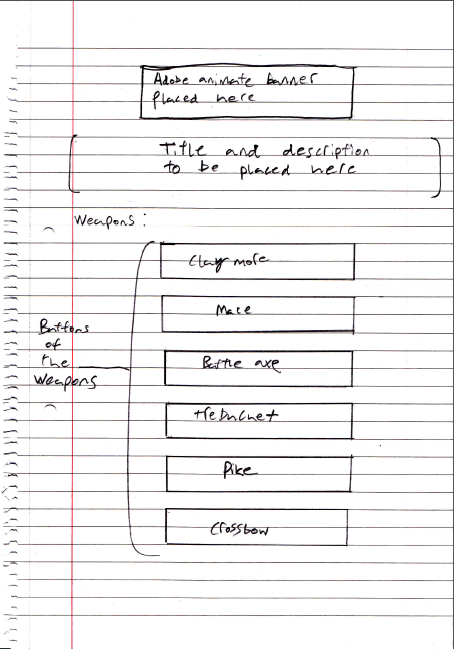 Adobe animate banner
placed here
Title and description
to be placed here
Weapons:
Claymore
Mace
Buttons
of
the
Weapons
Battle axe
trebuchet
Pike
Crossbow